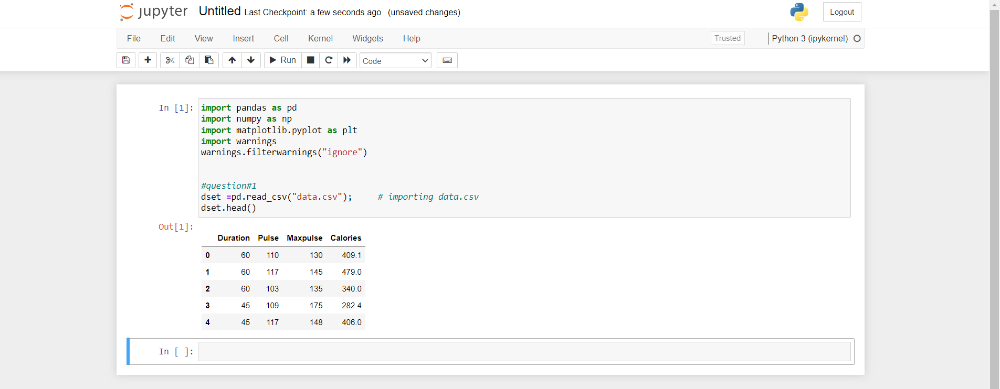 jupyter Untitled Last Checkpoint: a few seconds ago (unsaved changes) Logout
File Edit View Insert Cell Kernel Widgets Help Trusted Python 3 (ipykernel)
Run Code
In [1]: import pandas as pd
import numpy as np
import matplotlib.pyplot as plt
import warnings
warnings.filterwarnings("ignore")
#question#1
dset =pd.read_csv("data.csv"); # importing data.csv
dset.head()
Out[1]:
Duration Pulse Maxpulse Calories
0 60 110 130 409.1
1 60 117 145 479.0
2 60 103 135 340.0
3 45 109 175 282.4
4 45 117 148 406.0
In [ ]: